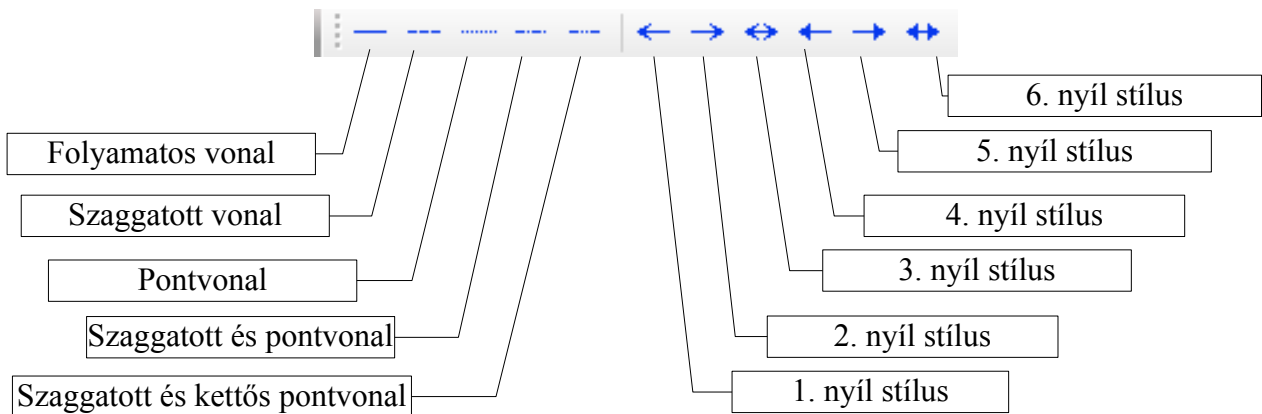 6. nyíl stílus
Folyamatos vonal
5. nyíl stílus
Szaggatott vonal
4. nyíl stílus
Pontvonal
3. nyíl stílus
Szaggatott és pontvonal
2. nyíl stílus
Szaggatott és kettős pontvonal
1. nyíl stílus